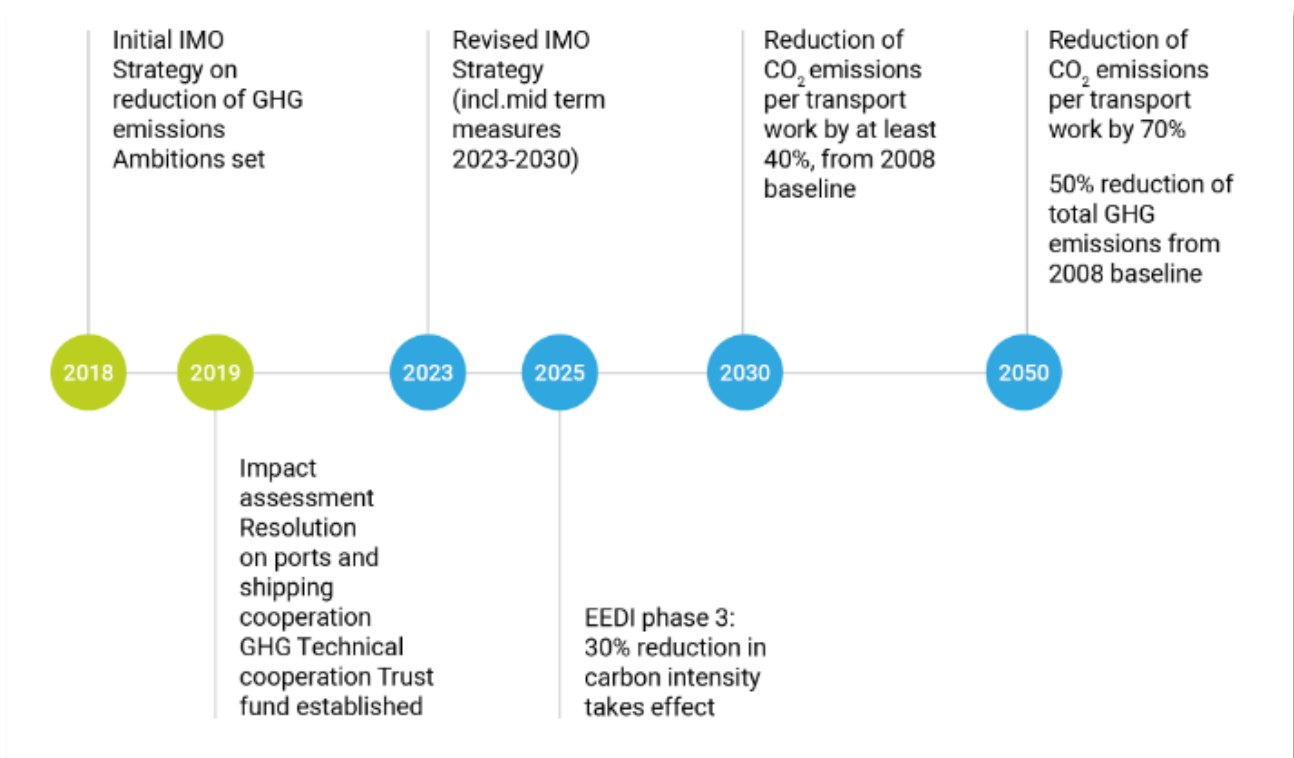 Initial IMO
Strategy on
reduction of GHG
emissions
Ambitions set
Revised IMO
Strategy
(incl.mid term
measures
2023-2030)
Reduction of
CO₂ emissions
per transport
work by at least
40%, from 2008
baseline
Reduction of
CO₂ emissions
per transport
work by 70%
50% reduction of
total GHG
emissions from
2008 baseline
2018
2019
2023
2025
2030
2050
Impact
assessment
Resolution
on ports and
shipping
cooperation
GHG Technical
cooperation Trust
fund established
EEDI phase 3:
30% reduction in
carbon intensity
takes effect